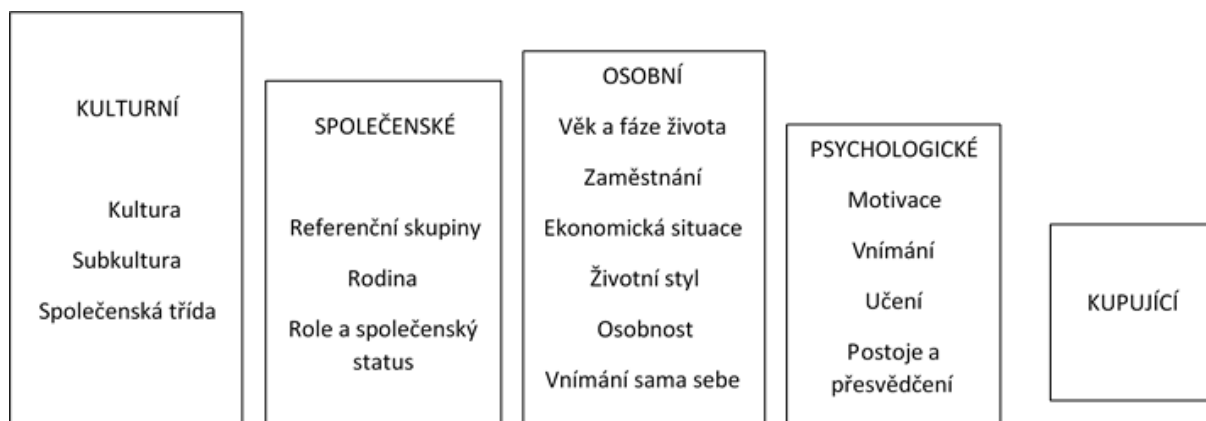 KULTURNÍ
Kultura
Subkultura
Společenská třída
SPOLEČENSKÉ
Referenční skupiny
Rodina
Role a společenský
status
OSOBNÍ
Věk a fáze života
Zaměstnání
Ekonomická situace
Životní styl
Osobnost
Vnímání sama sebe
PSYCHOLOGICKÉ
Motivace
Vnímání
Učení
Postoje a
přesvědčení
KUPUJÍCÍ